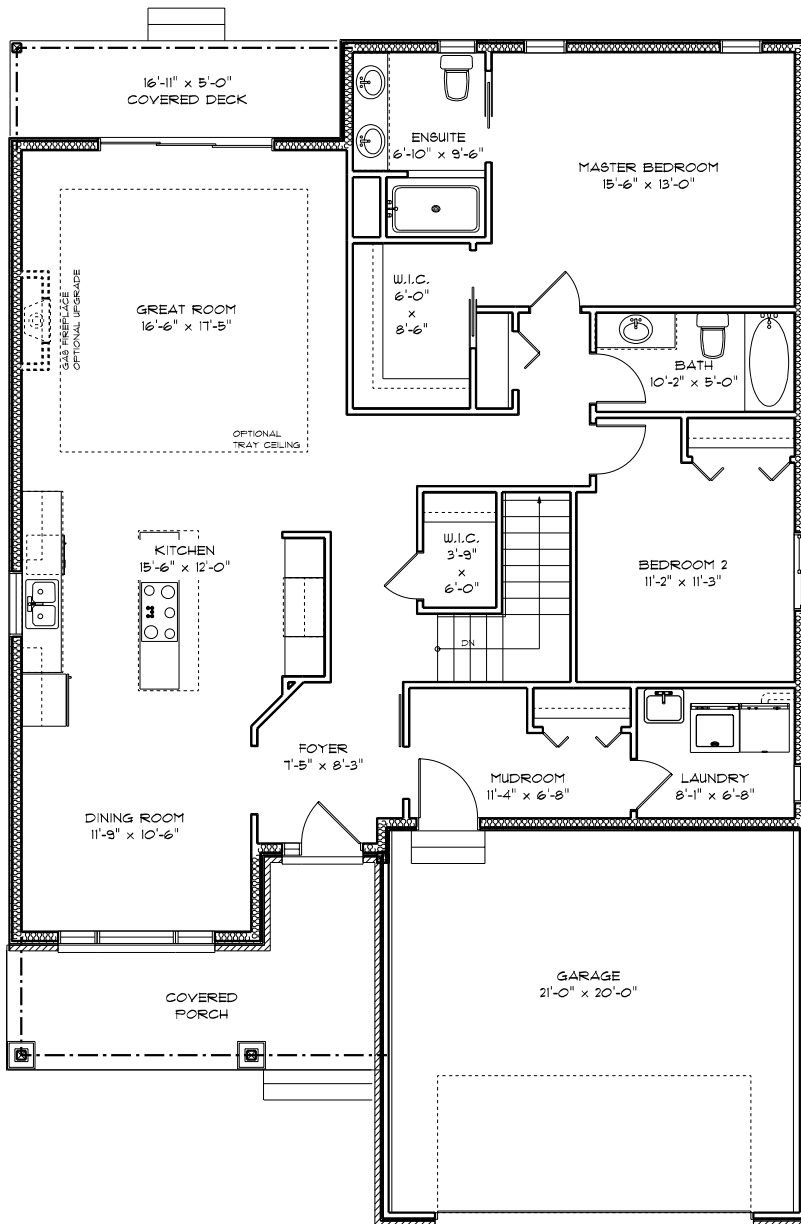 16'-11" x 5'-0"
COVERED DECK
ENSUITE
6'-10" x 9'-6"
MASTER BEDROOM
15'-6" x 13'-0"
W.I.C.
6'-0"
x
8'-6"
GREAT ROOM
16'-6" x 17'-5"
GAS FIREPLACE
OPTIONAL UPGRADE
BATH
10'-2" x 5'-0"
OPTIONAL
TRAY CEILING
KITCHEN
15'-6" x 12'-0"
W.I.C.
3'-9"
x
6'-0"
BEDROOM 2
11'-2" x 11'-3"
DN
FOYER
7'-5" x 8'-3"
MUDROOM
11'-4" x 6'-8"
LAUNDRY
8'-1" x 6'-8"
DINING ROOM
11'-9" x 10'-6"
GARAGE
21'-0" x 20'-0"
COVERED
PORCH